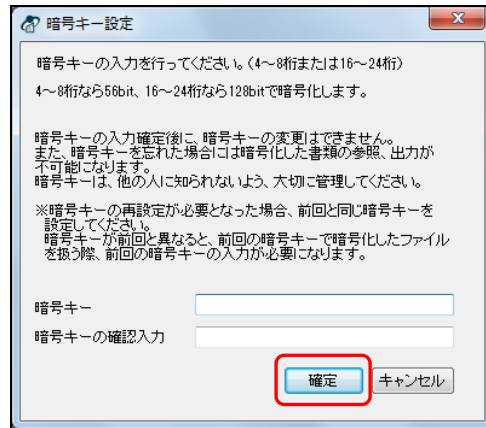 暗号キー設定
暗号キーの入力を行ってください。(4～8桁または16～24桁)
4～8桁なら56bit、16～24桁なら128bitで暗号化します。
暗号キーの入力確定後に、暗号キーの変更はできません。
また、暗号キーを忘れた場合には暗号化した書類の参照、出力が
不可能になります。
暗号キーは、他の人に知られないよう、大切に管理してください。
※暗号キーの再設定が必要となった場合、前回と同じ暗号キーを
設定してください。
暗号キーが前回と異なると、前回の暗号キーで暗号化したファイル
を扱う際、前回の暗号キーの入力が必要になります。
暗号キー
暗号キーの確認入力
確定 キャンセル